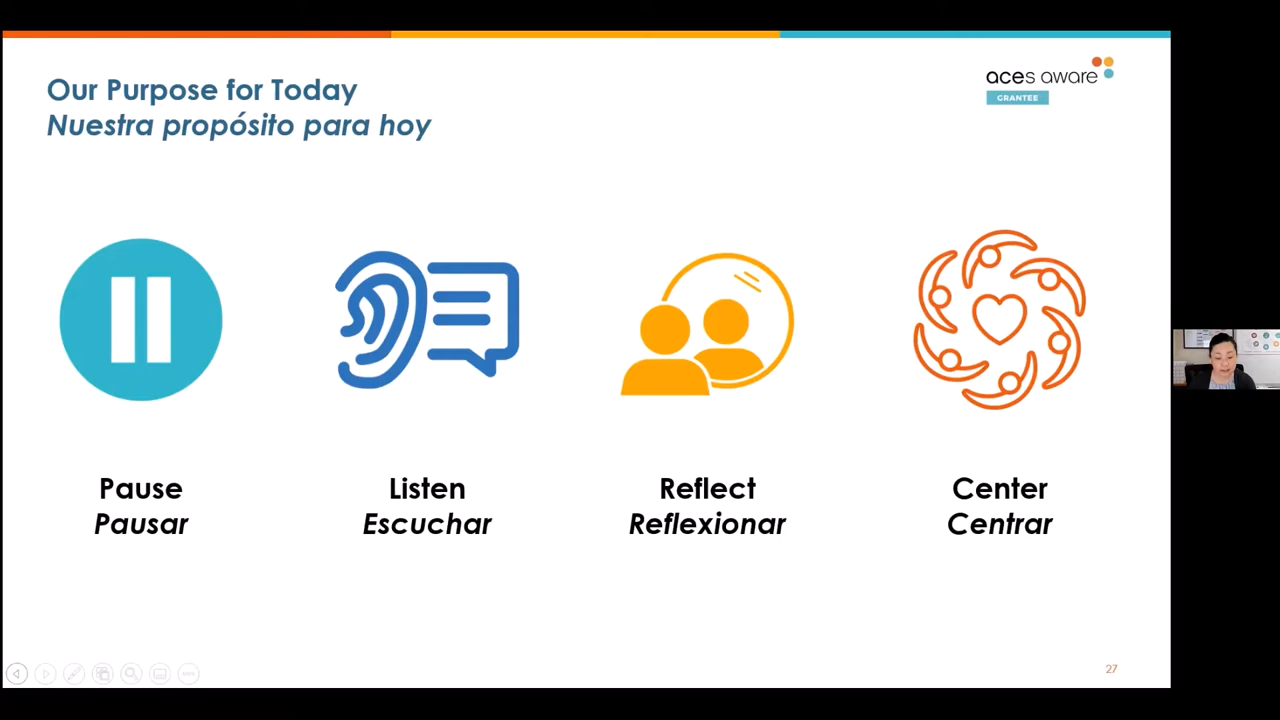 Our Purpose for Today
Nuestra propósito para hoy
aces aware
GRANTEE
Pause
Pausar
Listen
Escuchar
Reflect
Reflexionar
Center
Centrar
27